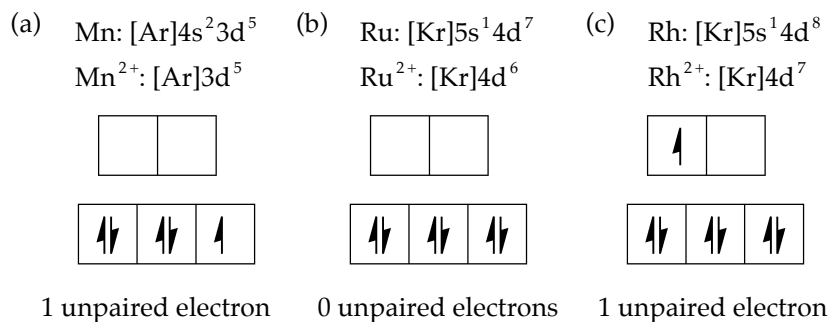 (a) Mn: [Ar]4s²3d⁵ (b) Ru: [Kr]5s¹4d⁷ (c) Rh: [Kr]5s¹4d⁸
Mn²⁺: [Ar]3d⁵ Ru²⁺: [Kr]4d⁶ Rh²⁺: [Kr]4d⁷
1 unpaired electron 0 unpaired electrons 1 unpaired electron